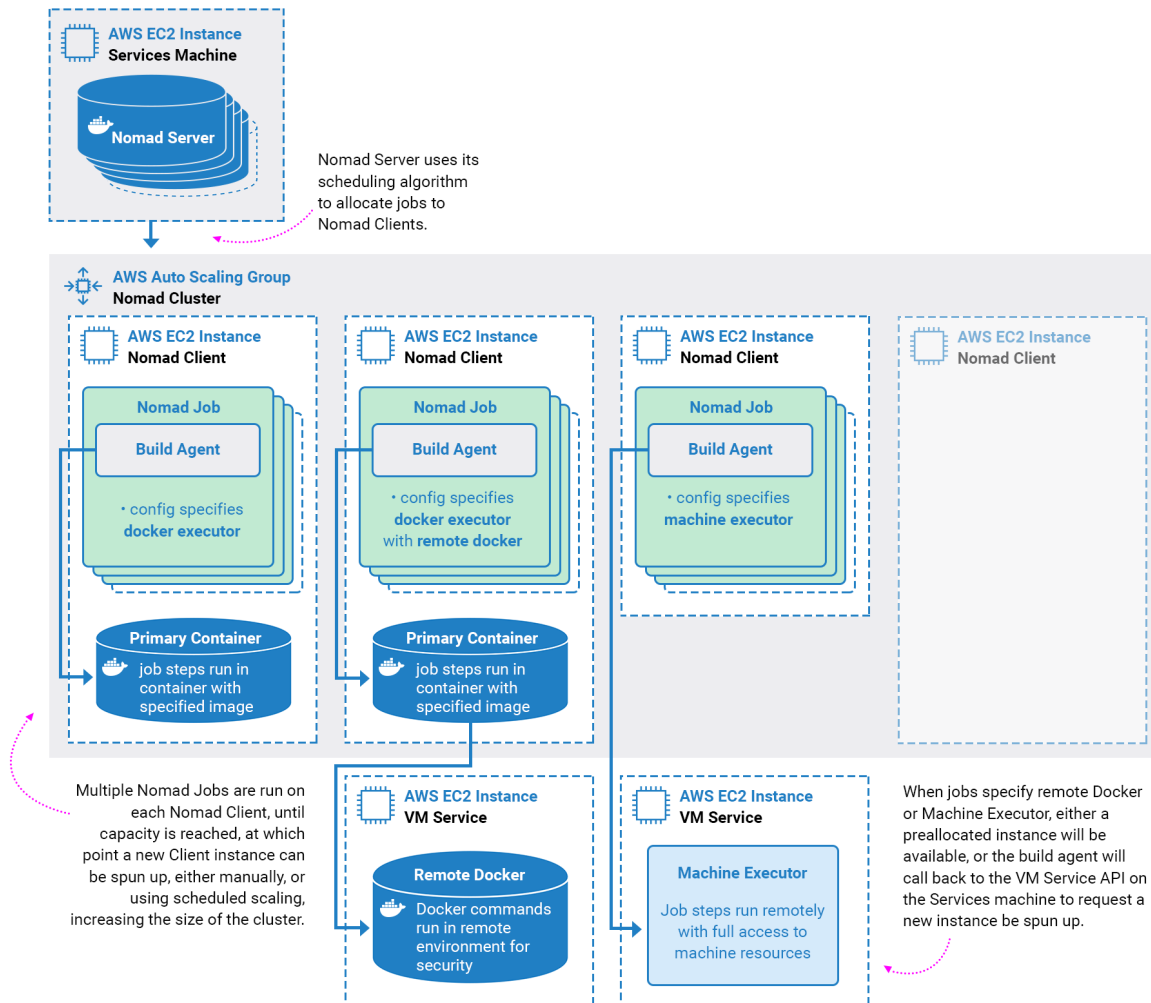 AWS EC2 Instance
Services Machine
Nomad Server
Nomad Server uses its
scheduling algorithm
to allocate jobs to
Nomad Clients.
AWS Auto Scaling Group
Nomad Cluster
AWS EC2 Instance
Nomad Client
Nomad Job
Build Agent
• config specifies
docker executor
Primary Container
job steps run in
container with
specified image
AWS EC2 Instance
Nomad Client
Nomad Job
Build Agent
• config specifies
docker executor
with remote docker
Primary Container
job steps run in
container with
specified image
AWS EC2 Instance
Nomad Client
Nomad Job
Build Agent
• config specifies
machine executor
AWS EC2 Instance
Nomad Client
Multiple Nomad Jobs are run on
each Nomad Client, until
capacity is reached, at which
point a new Client instance can
be spun up, either manually, or
using scheduled scaling,
increasing the size of the cluster.
AWS EC2 Instance
VM Service
Remote Docker
Docker commands
run in remote
environment for
security
AWS EC2 Instance
VM Service
Machine Executor
Job steps run remotely
with full access to
machine resources
When jobs specify remote Docker
or Machine Executor, either a
preallocated instance will be
available, or the build agent will
call back to the VM Service API on
the Services machine to request a
new instance be spun up.